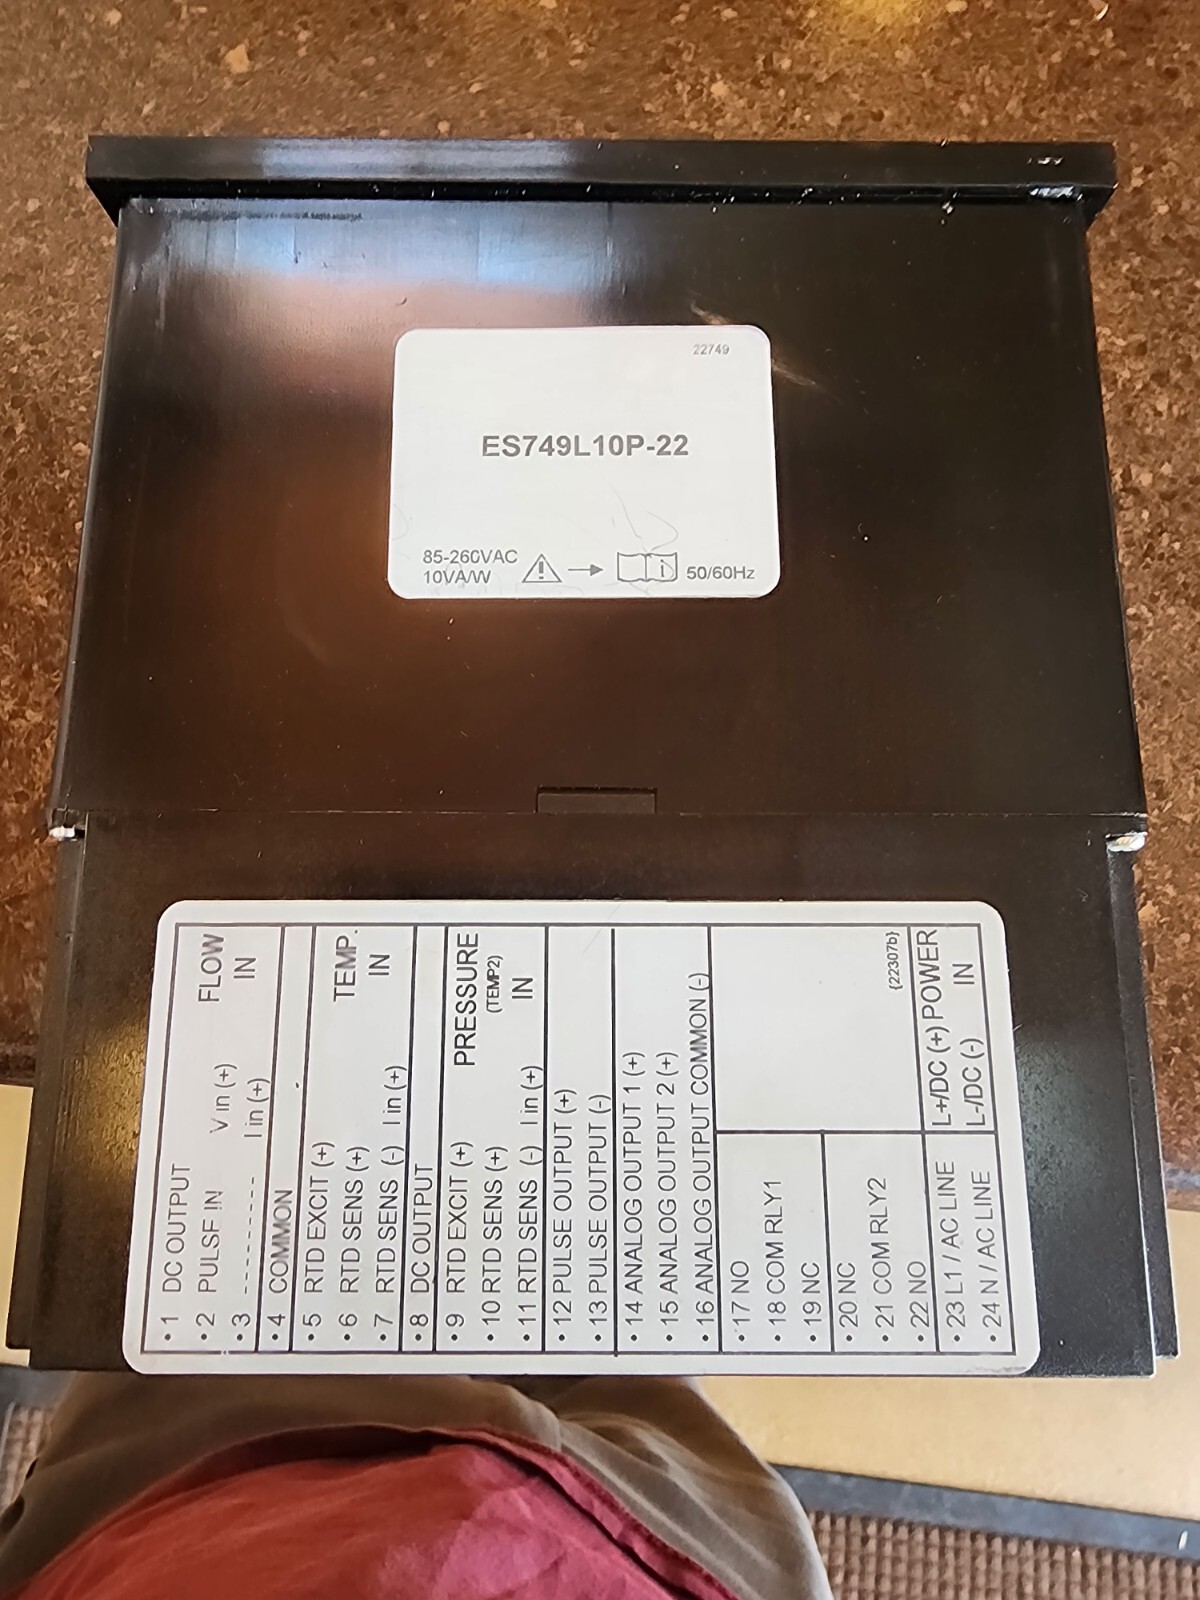 22749
ES749L10P-22
85-260VAC
10VA/W
50/60Hz
• 1 DC OUTPUT
• 2 PULSE IN V in (+)
• 3 --------- I in (+)
FLOW
IN
• 4 COMMON
• 5 RTD EXCIT (+)
• 6 RTD SENS (+)
• 7 RTD SENS (-) I in (+)
TEMP.
IN
• 8 DC OUTPUT
• 9 RTD EXCIT (+)
• 10 RTD SENS (+)
• 11 RTD SENS (-) I in (+)
PRESSURE
(TEMP2)
IN
• 12 PULSE OUTPUT (+)
• 13 PULSE OUTPUT (-)
• 14 ANALOG OUTPUT 1 (+)
• 15 ANALOG OUTPUT 2 (+)
• 16 ANALOG OUTPUT COMMON (-)
• 17 NO
• 18 COM RLY1
• 19 NC
• 20 NC
• 21 COM RLY2
• 22 NO
{22307b}
• 23 L1 / AC LINE L+/DC (+) POWER
• 24 N / AC LINE L-/DC (-) IN